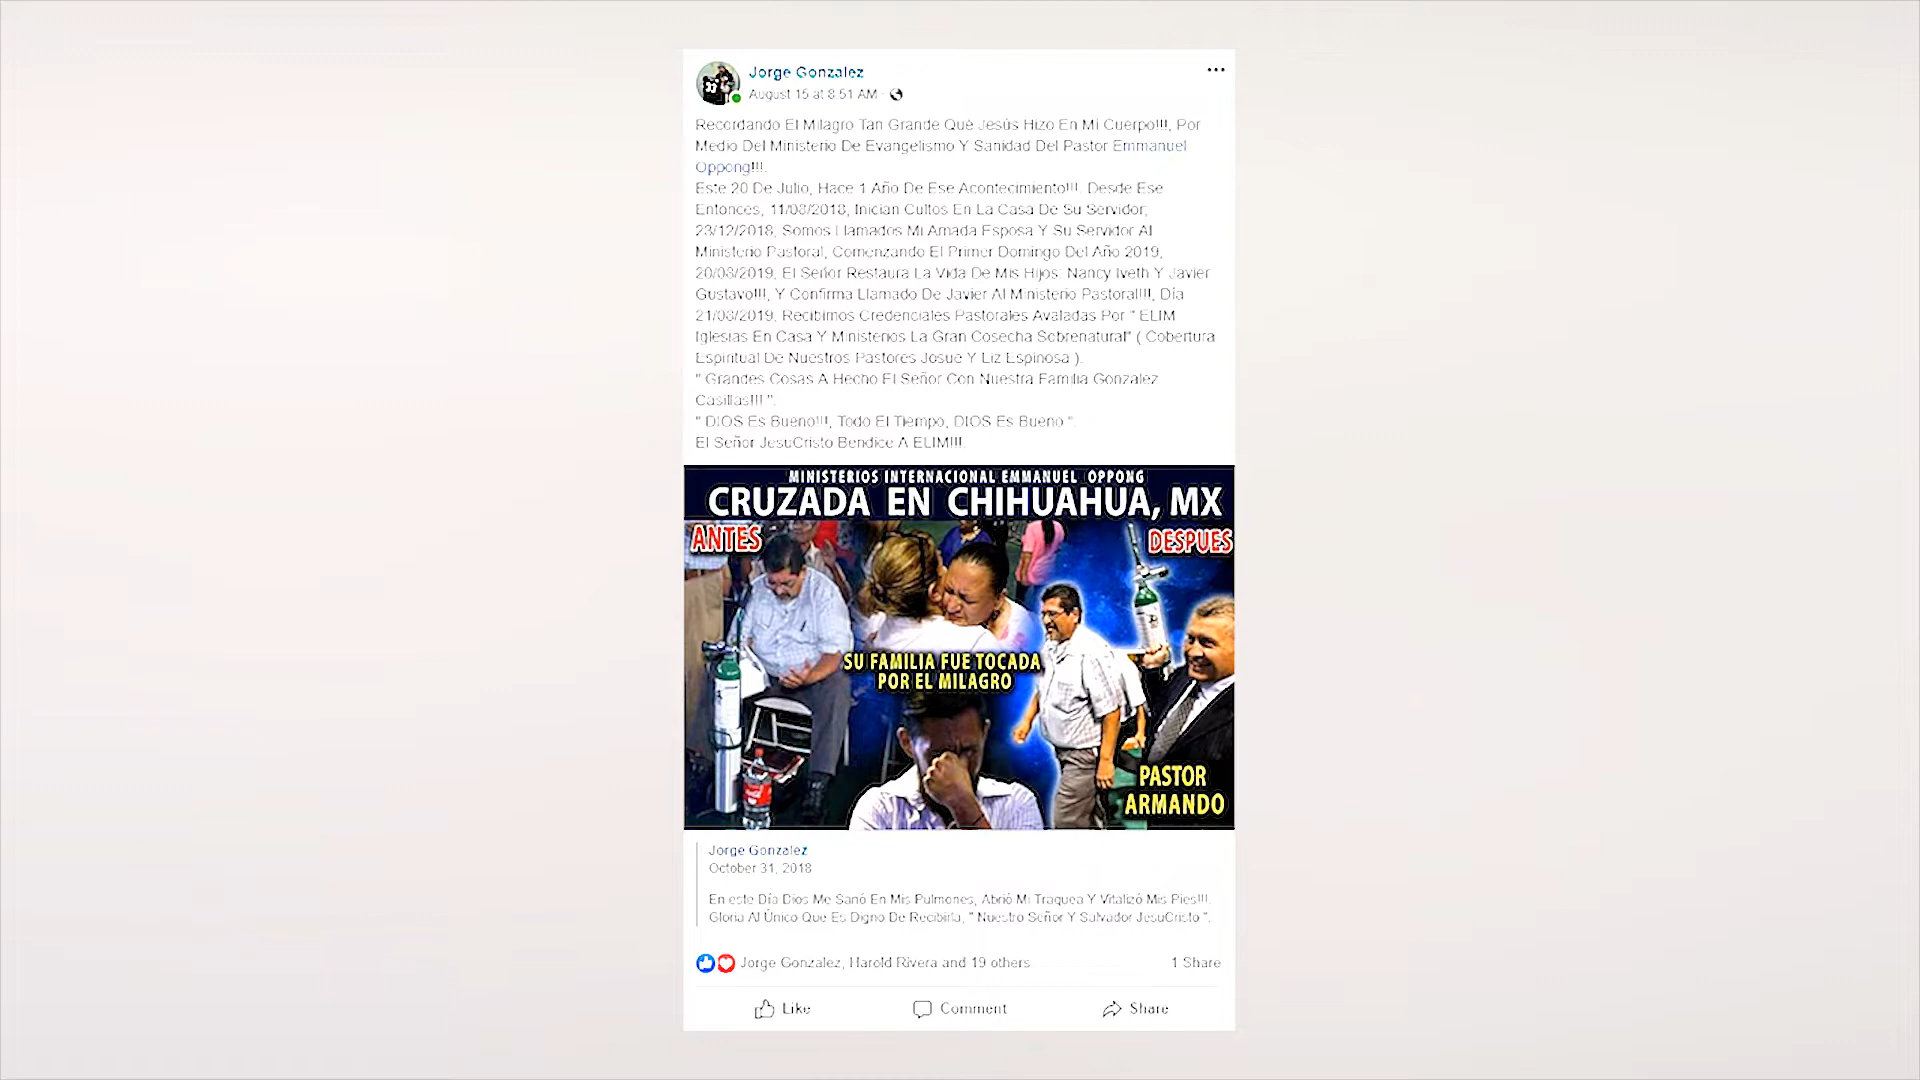 Jorge Gonzalez
August 15 at 8:51 AM ·
Recordando El Milagro Tan Grande Qué Jesús Hizo En Mi Cuerpo!!!, Por
Medio Del Ministerio De Evangelismo Y Sanidad Del Pastor Emmanuel
Oppong!!!.
Este 20 De Julio, Hace 1 Año De Ese Acontecimiento!!!. Desde Ese
Entonces, 11/08/2018, Inician Cultos En La Casa De Su Servidor;
23/12/2018, Somos Llamados Mi Amada Esposa Y Su Servidor Al
Ministerio Pastoral, Comenzando El Primer Domingo Del Año 2019,
20/03/2019, El Señor Restaura La Vida De Mis Hijos: Nancy Iveth Y Javier
Gustavo!!!, Y Confirma Llamado De Javier Al Ministerio Pastoral!!!, Día
21/03/2019, Recibimos Credenciales Pastorales Avaladas Por " ELIM
Iglesias En Casa Y Ministerios La Gran Cosecha Sobrenatural" ( Cobertura
Espiritual De Nuestros Pastores Josue Y Liz Espinosa ).
" Grandes Cosas A Hecho El Señor Con Nuestra Familia Gonzalez
Casillas!!! ".
" DIOS Es Bueno!!!, Todo El Tiempo, DIOS Es Bueno ".
El Señor JesuCristo Bendice A ELIM!!!.
MINISTERIOS INTERNACIONAL EMMANUEL OPPONG
CRUZADA EN CHIHUAHUA, MX
ANTES
DESPUES
SU FAMILIA FUE TOCADA
POR EL MILAGRO
PASTOR
ARMANDO
Jorge Gonzalez
October 31, 2018
En este Día Dios Me Sanó En Mis Pulmones, Abrió Mi Traquea Y Vitalizó Mis Pies!!!.
Gloria Al Único Que Es Digno De Recibirla, " Nuestro Señor Y Salvador JesuCristo ".
Jorge Gonzalez, Harold Rivera and 19 others
1 Share
Like
Comment
Share